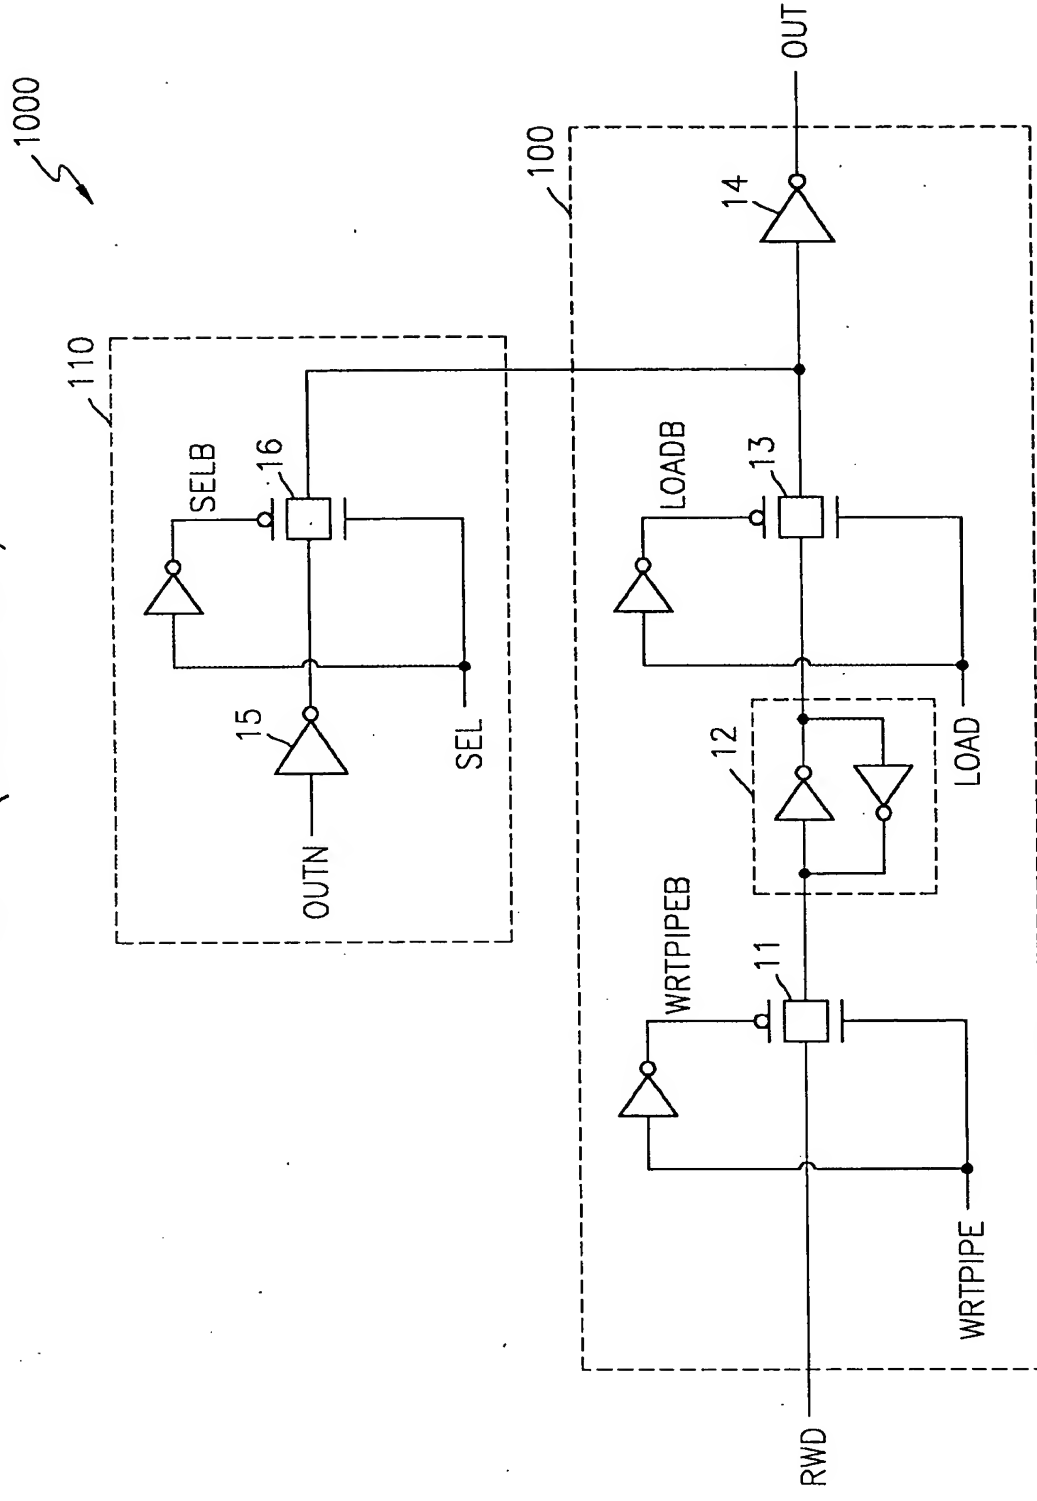 1000
110
SELB
16
15
OUTN
SEL
100
OUT
14
LOADB
13
12
LOAD
WRTPIPEB
11
WRTPIPE
RWD